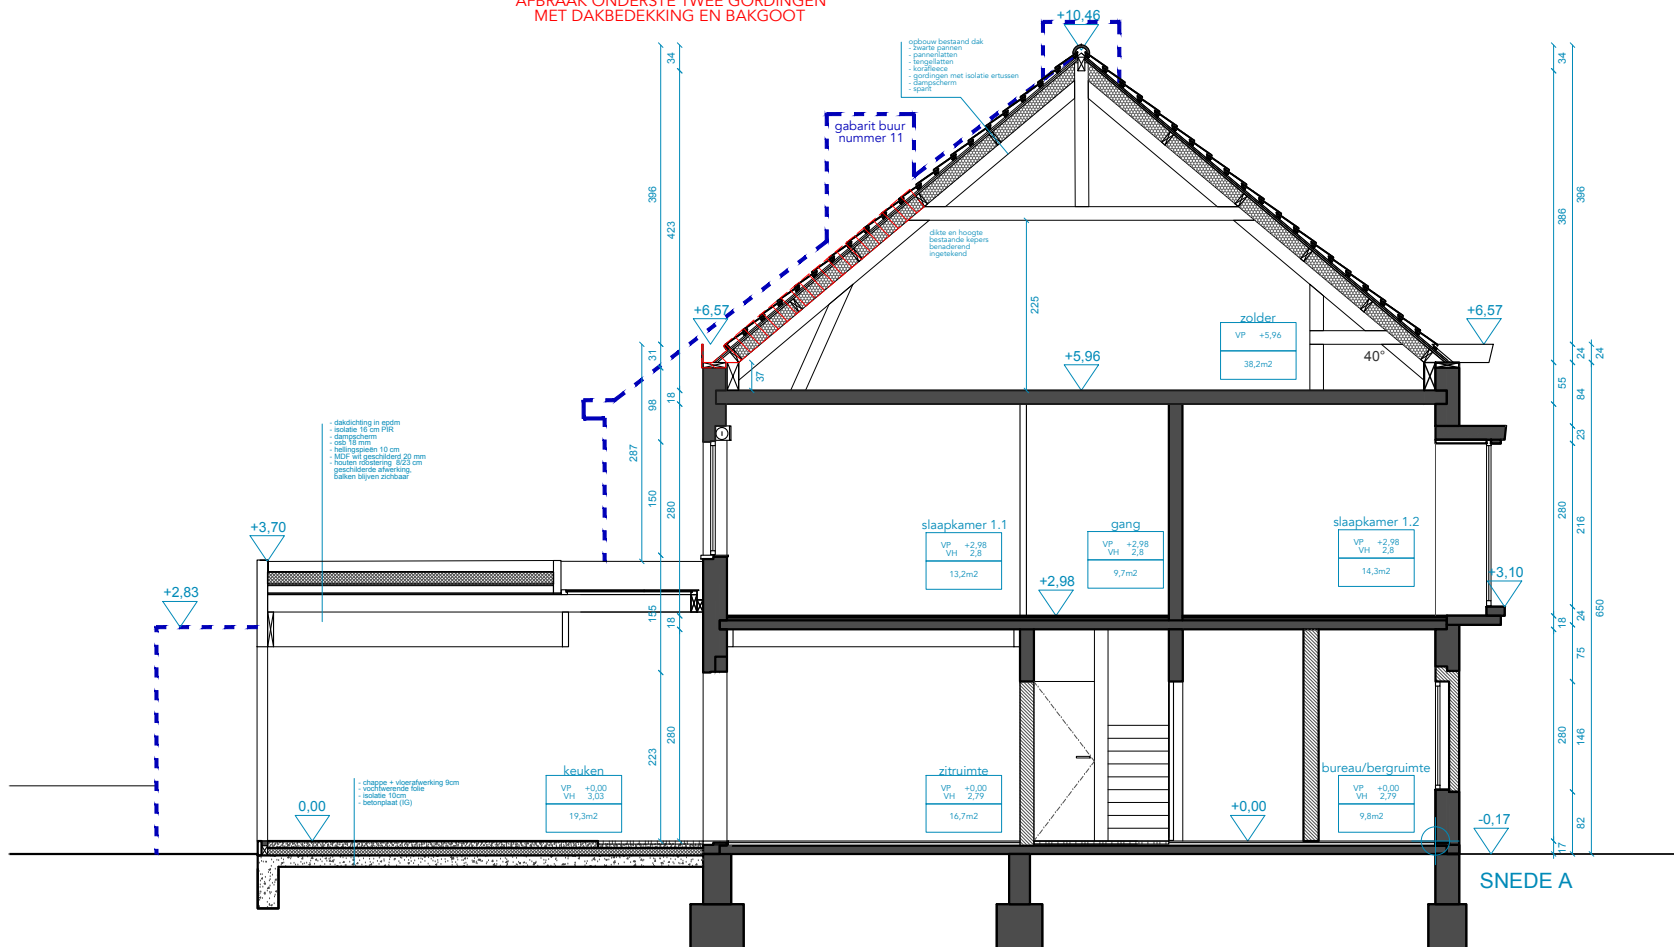 AFBRAAK ONDERSTE TWEE GORDINGEN
MET DAKBEDEKKING EN BAKGOOT
+10,46
opbouw bestaand dak
- zwarte pannen
- pannenlatten
- tengellatten
- korafleece
- gordingen met isolatie ertussen
- dampscherm
- spant
gabarit buur
nummer 11
dikte en hoogte
bestaande kepers
benaderend
ingetekend
34
34
34
34
396
423
386
396
225
+6,57
+6,57
zolder
VP +5,96
38,2m2
40°
+5,96
31
37
98
18
287
150
280
24
24
55
84
23
280
216
650
- dakdichting in epdm
- isolatie 16 cm PIR
- dampscherm
- osb 18 mm
- hellingspieën 10 cm
- MDF wit geschilderd 20 mm
- houten roostering 8/23 cm
geschilderde afwerking,
balken blijven zichbaar
slaapkamer 1.1
VP +2,98
VH 2,8
13,2m2
gang
VP +2,98
VH 2,8
9,7m2
slaapkamer 1.2
VP +2,98
VH 2,8
14,3m2
+3,70
+2,83
+2,98
+3,10
155
18
18
24
75
223
280
280
146
82
17
- chappe + vloerafwerking 9cm
- vochtwerende folie
- isolatie 10cm
- betonplaat (IG)
keuken
VP +0,00
VH 3,03
19,3m2
zitruimte
VP +0,00
VH 2,79
16,7m2
bureau/bergruimte
VP +0,00
VH 2,79
9,8m2
0,00
+0,00
-0,17
SNEDE A